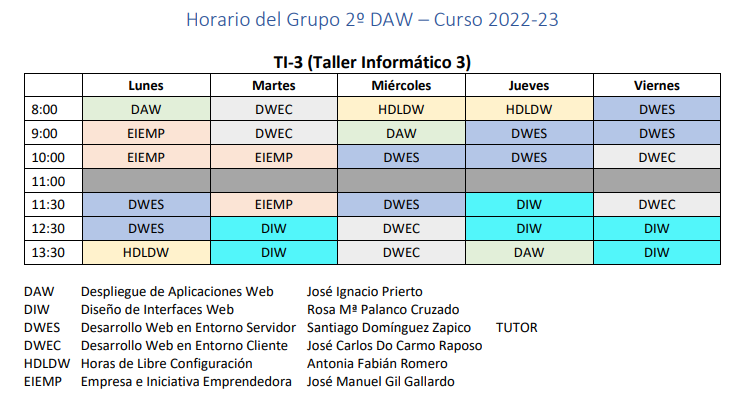 Horario del Grupo 2º DAW – Curso 2022-23
TI-3 (Taller Informático 3)
Lunes Martes Miércoles Jueves Viernes
8:00 DAW DWEC HDLDW HDLDW DWES
9:00 EIEMP DWEC DAW DWES DWES
10:00 EIEMP EIEMP DWES DWES DWEC
11:00
11:30 DWES EIEMP DWES DIW DWEC
12:30 DWES DIW DWEC DIW DIW
13:30 HDLDW DIW DWEC DAW DIW
DAW Despliegue de Aplicaciones Web José Ignacio Prierto
DIW Diseño de Interfaces Web Rosa Mª Palanco Cruzado
DWES Desarrollo Web en Entorno Servidor Santiago Domínguez Zapico TUTOR
DWEC Desarrollo Web en Entorno Cliente José Carlos Do Carmo Raposo
HDLDW Horas de Libre Configuración Antonia Fabián Romero
EIEMP Empresa e Iniciativa Emprendedora José Manuel Gil Gallardo